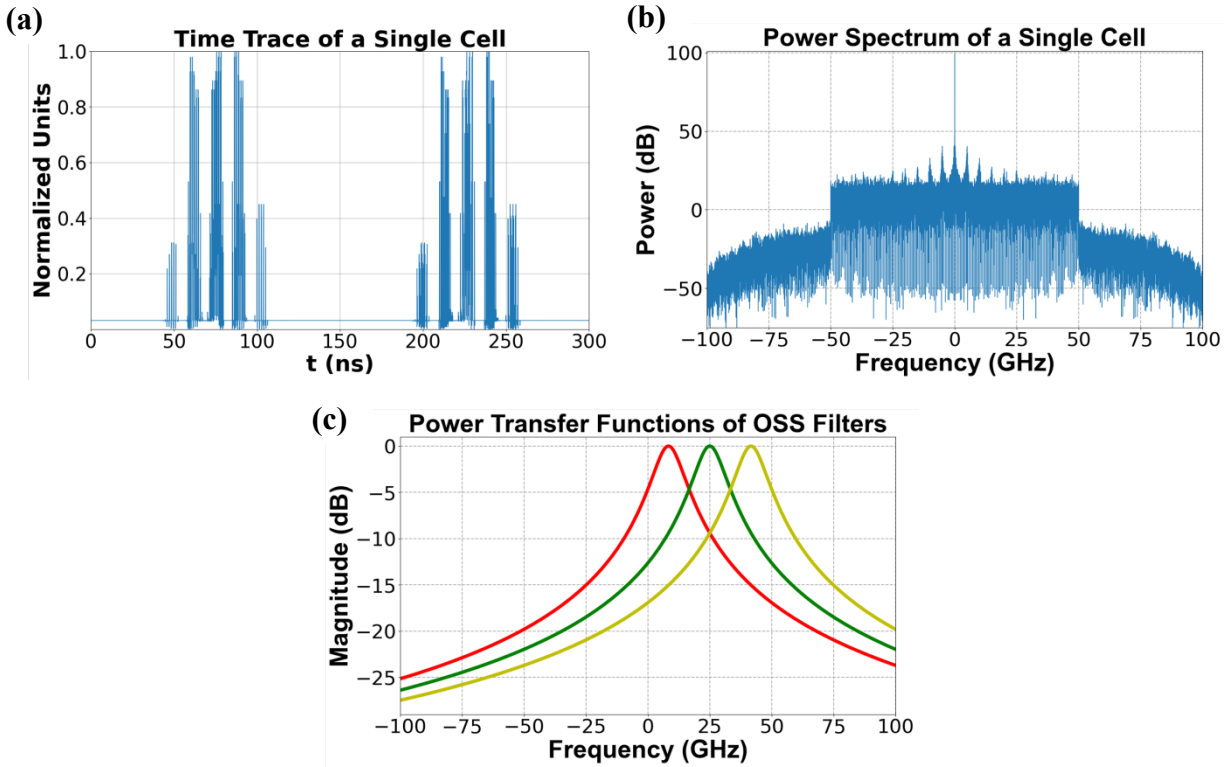 (a)
Time Trace of a Single Cell
Normalized Units
1.0
0.8
0.6
0.4
0.2
0 50 100 150 200 250 300
t (ns)
(b)
Power Spectrum of a Single Cell
Power (dB)
100
50
0
−50
−100 −75 −50 −25 0 25 50 75 100
Frequency (GHz)
(c)
Power Transfer Functions of OSS Filters
Magnitude (dB)
0
−5
−10
−15
−20
−25
−100 −75 −50 −25 0 25 50 75 100
Frequency (GHz)